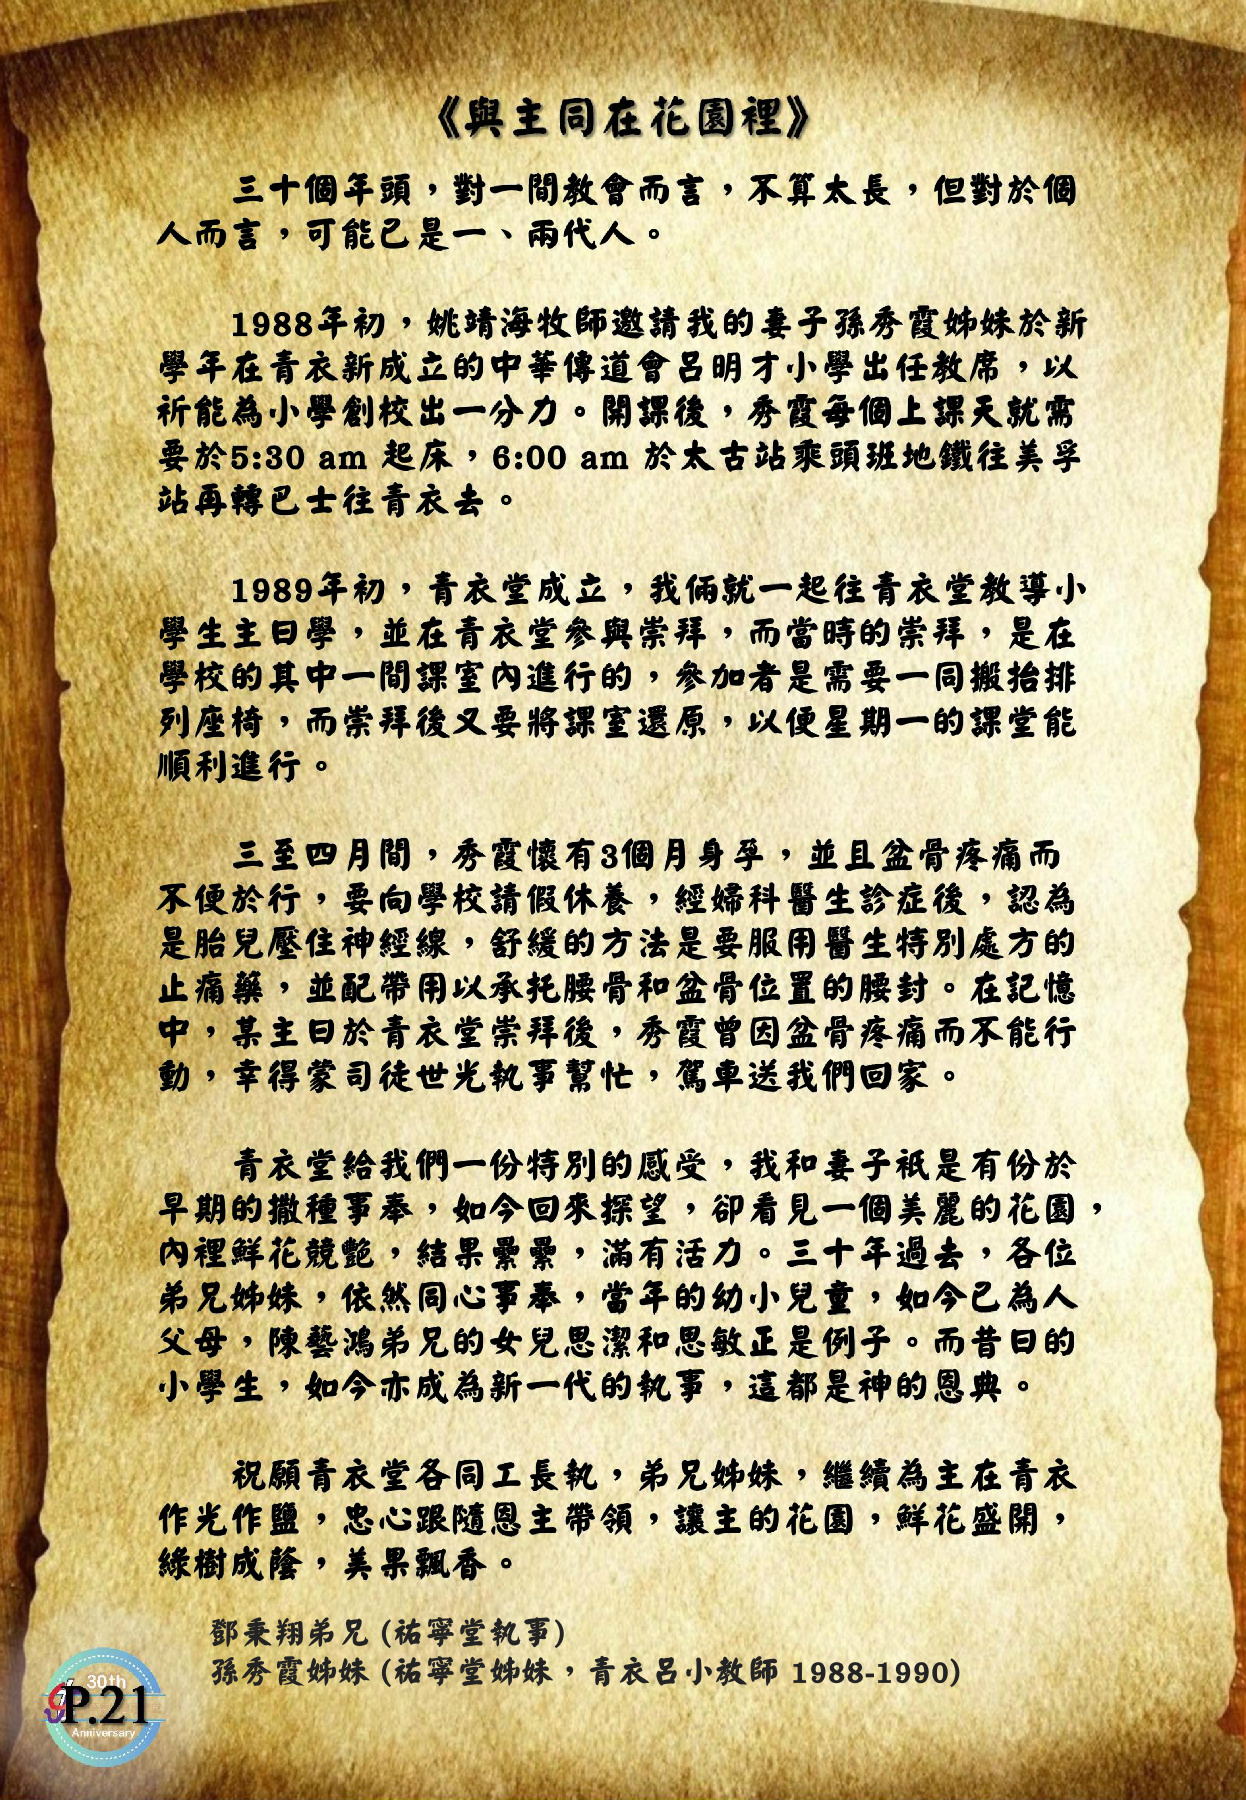 《與主同在花園裡》
三十個年頭，對一間教會而言，不算太長，但對於個
人而言，可能已是一、兩代人。
1988年初，姚靖海牧師邀請我的妻子孫秀霞姊妹於新
學年在青衣新成立的中華傳道會呂明才小學出任教席，以
祈能為小學創校出一分力。開課後，秀霞每個上課天就需
要於5:30 am 起床，6:00 am 於太古站乘頭班地鐵往美孚
站再轉巴士往青衣去。
1989年初，青衣堂成立，我倆就一起往青衣堂教導小
學生主日學，並在青衣堂參與崇拜，而當時的崇拜，是在
學校的其中一間課室內進行的，參加者是需要一同搬抬排
列座椅，而崇拜後又要將課室還原，以便星期一的課堂能
順利進行。
三至四月間，秀霞懷有3個月身孕，並且盆骨疼痛而
不便於行，要向學校請假休養，經婦科醫生診症後，認為
是胎兒壓住神經線，舒緩的方法是要服用醫生特別處方的
止痛藥，並配帶用以承托腰骨和盆骨位置的腰封。在記憶
中，某主日於青衣堂崇拜後，秀霞曾因盆骨疼痛而不能行
動，幸得蒙司徒世光執事幫忙，駕車送我們回家。
青衣堂給我們一份特別的感受，我和妻子衹是有份於
早期的撒種事奉，如今回來探望，卻看見一個美麗的花園，
內裡鮮花競艷，結果纍纍，滿有活力。三十年過去，各位
弟兄姊妹，依然同心事奉，當年的幼小兒童，如今已為人
父母，陳藝鴻弟兄的女兒思潔和思敏正是例子。而昔日的
小學生，如今亦成為新一代的執事，這都是神的恩典。
祝願青衣堂各同工長執，弟兄姊妹，繼續為主在青衣
作光作鹽，忠心跟隨恩主帶領，讓主的花園，鮮花盛開，
綠樹成蔭，美果飄香。
鄧秉翔弟兄 (祐寧堂執事)
孫秀霞姊妹 (祐寧堂姊妹，青衣呂小教師 1988-1990)
30th
P.21
Anniversary